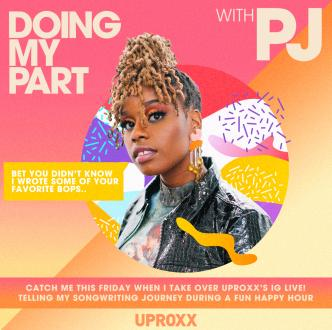 DOING
MY
PART
WITH
PJ
BET YOU DIDN'T KNOW
I WROTE SOME OF YOUR
FAVORITE BOPS..
CATCH ME THIS FRIDAY WHEN I TAKE OVER UPROXX'S IG LIVE!
TELLING MY SONGWRITING JOURNEY DURING A FUN HAPPY HOUR
UPROXX